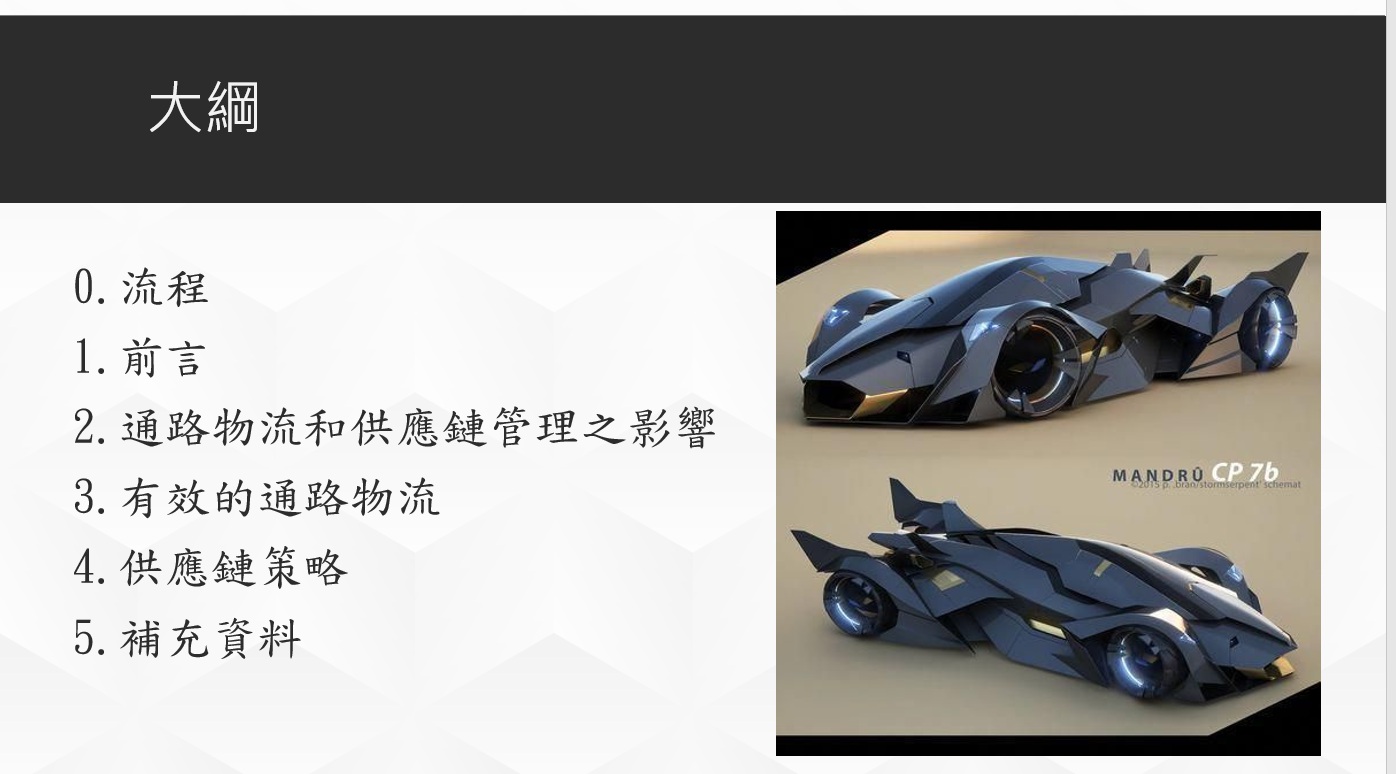 大綱
0.流程
1.前言
2.通路物流和供應鏈管理之影響
3.有效的通路物流
4.供應鏈策略
5.補充資料
MANDRÛ CP 7b
©2015 p. .brao/stormserpent' schemat